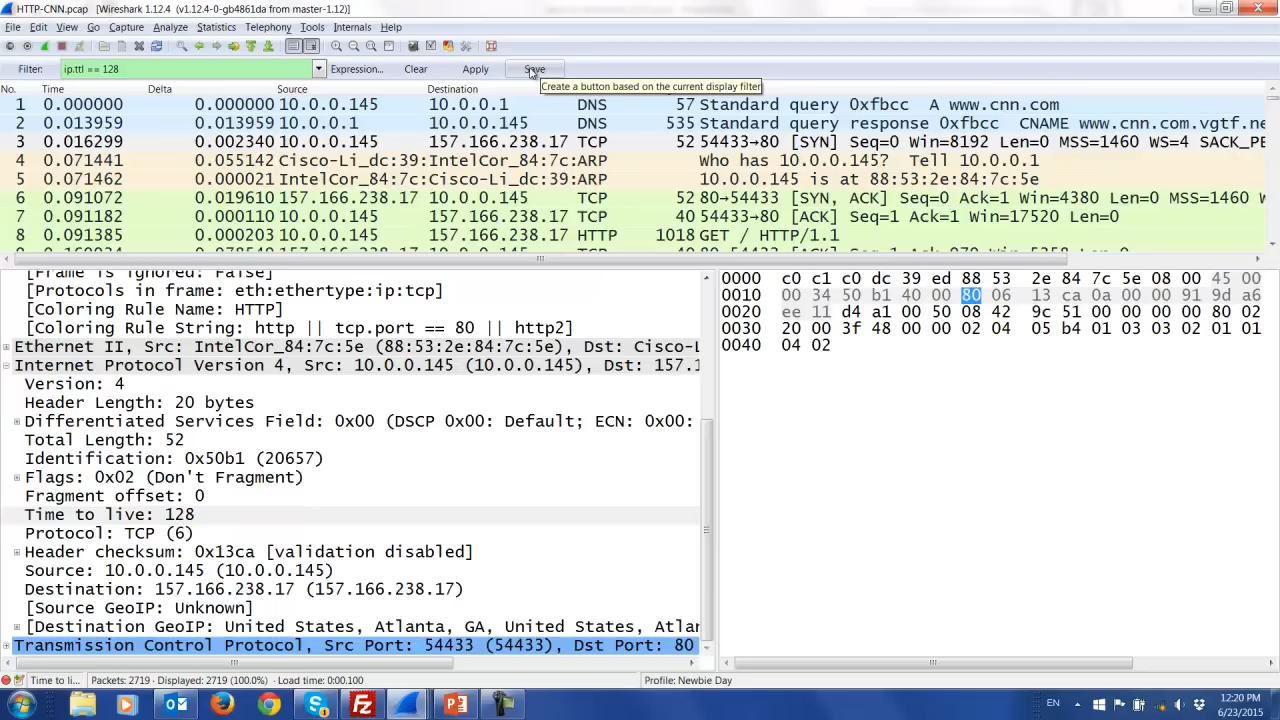 HTTP-CNN.pcap [Wireshark 1.12.4 (v1.12.4-0-gb4861da from master-1.12)]
File Edit View Go Capture Analyze Statistics Telephony Tools Internals Help
Filter: ip.ttl == 128 Expression... Clear Apply Save
Create a button based on the current display filter
No. Time Delta Source Destination
1 0.000000 0.000000 10.0.0.145 10.0.0.1 DNS 57 Standard query 0xfbcc A www.cnn.com
2 0.013959 0.013959 10.0.0.1 10.0.0.145 DNS 535 Standard query response 0xfbcc CNAME www.cnn.com.vgtf.ne
3 0.016299 0.002340 10.0.0.145 157.166.238.17 TCP 52 54433→80 [SYN] Seq=0 Win=8192 Len=0 MSS=1460 WS=4 SACK_PE
4 0.071441 0.055142 Cisco-Li_dc:39: IntelCor_84:7c: ARP Who has 10.0.0.145? Tell 10.0.0.1
5 0.071462 0.000021 IntelCor_84:7c: Cisco-Li_dc:39: ARP 10.0.0.145 is at 88:53:2e:84:7c:5e
6 0.091072 0.019610 157.166.238.17 10.0.0.145 TCP 52 80→54433 [SYN, ACK] Seq=0 Ack=1 Win=4380 Len=0 MSS=1460 W
7 0.091182 0.000110 10.0.0.145 157.166.238.17 TCP 40 54433→80 [ACK] Seq=1 Ack=1 Win=17520 Len=0
8 0.091385 0.000203 10.0.0.145 157.166.238.17 HTTP 1018 GET / HTTP/1.1
[Frame is ignored: False]
[Protocols in frame: eth:ethertype:ip:tcp]
[Coloring Rule Name: HTTP]
[Coloring Rule String: http || tcp.port == 80 || http2]
Ethernet II, Src: IntelCor_84:7c:5e (88:53:2e:84:7c:5e), Dst: Cisco-L
Internet Protocol Version 4, Src: 10.0.0.145 (10.0.0.145), Dst: 157.1
Version: 4
Header Length: 20 bytes
Differentiated Services Field: 0x00 (DSCP 0x00: Default; ECN: 0x00:
Total Length: 52
Identification: 0x50b1 (20657)
Flags: 0x02 (Don't Fragment)
Fragment offset: 0
Time to live: 128
Protocol: TCP (6)
Header checksum: 0x13ca [validation disabled]
Source: 10.0.0.145 (10.0.0.145)
Destination: 157.166.238.17 (157.166.238.17)
[Source GeoIP: Unknown]
[Destination GeoIP: United States, Atlanta, GA, United States, Atlar
Transmission Control Protocol, Src Port: 54433 (54433), Dst Port: 80
0000 c0 c1 c0 dc 39 ed 88 53 2e 84 7c 5e 08 00 45 00
0010 00 34 50 b1 40 00 80 06 13 ca 0a 00 00 91 9d a6
0020 ee 11 d4 a1 00 50 08 42 9c 51 00 00 00 00 80 02
0030 20 00 3f 48 00 00 02 04 05 b4 01 03 03 02 01 01
0040 04 02
Time to li... Packets: 2719 · Displayed: 2719 (100.0%) · Load time: 0:00.100 Profile: Newbie Day
EN 12:20 PM
6/23/2015